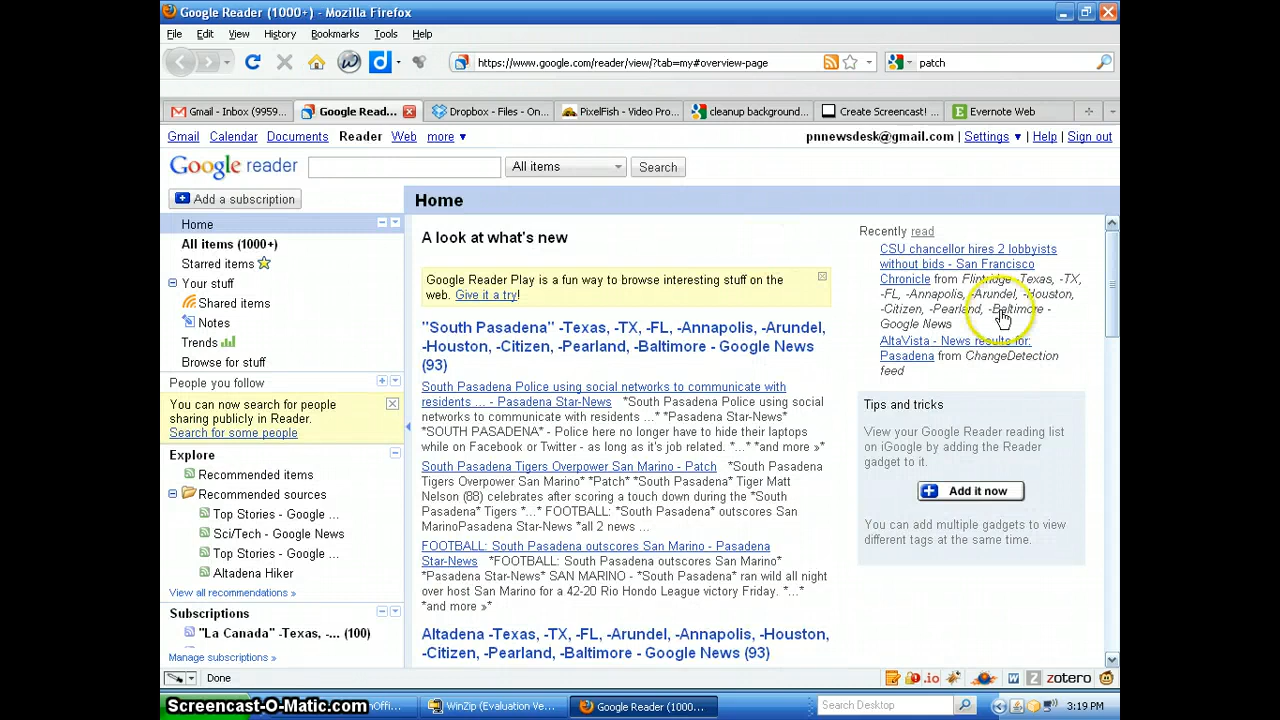 Google Reader (1000+) - Mozilla Firefox
File Edit View History Bookmarks Tools Help
https://www.google.com/reader/view/?tab=my#overview-page
patch
Gmail - Inbox (9959...
Google Read...
Dropbox - Files - On...
PixelFish - Video Pro...
cleanup background...
Create Screencast! ...
Evernote Web
Gmail Calendar Documents Reader Web more ▼
pnnewsdesk@gmail.com | Settings ▼ | Help | Sign out
Google reader
All items
Search
Add a subscription
Home
All items (1000+)
Starred items
Your stuff
Shared items
Notes
Trends
Browse for stuff
People you follow
You can now search for people
sharing publicly in Reader.
Search for some people
Explore
Recommended items
Recommended sources
Top Stories - Google ...
Sci/Tech - Google News
Top Stories - Google ...
Altadena Hiker
View all recommendations »
Subscriptions
"La Canada" -Texas, -... (100)
Manage subscriptions »
Home
A look at what's new
Google Reader Play is a fun way to browse interesting stuff on the
web. Give it a try!
"South Pasadena" -Texas, -TX, -FL, -Annapolis, -Arundel,
-Houston, -Citizen, -Pearland, -Baltimore - Google News
(93)
South Pasadena Police using social networks to communicate with
residents ... - Pasadena Star-News *South Pasadena Police using social
networks to communicate with residents ...* *Pasadena Star-News*
*SOUTH PASADENA* - Police here no longer have to hide their laptops
while on Facebook or Twitter - as long as it's job related. *...* *and more »*
South Pasadena Tigers Overpower San Marino - Patch *South Pasadena
Tigers Overpower San Marino* *Patch* *South Pasadena* Tiger Matt
Nelson (88) celebrates after scoring a touch down during the *South
Pasadena* Tigers *...* FOOTBALL: *South Pasadena* outscores San
MarinoPasadena Star-News *all 2 news ...
FOOTBALL: South Pasadena outscores San Marino - Pasadena
Star-News *FOOTBALL: South Pasadena outscores San Marino*
*Pasadena Star-News* SAN MARINO - *South Pasadena* ran wild all night
over host San Marino for a 42-20 Rio Hondo League victory Friday. *...*
*and more »*
Altadena -Texas, -TX, -FL, -Arundel, -Annapolis, -Houston,
-Citizen, -Pearland, -Baltimore - Google News (93)
Recently read
CSU chancellor hires 2 lobbyists
without bids - San Francisco
Chronicle from Flintridge -Texas, -TX,
-FL, -Annapolis, -Arundel, -Houston,
-Citizen, -Pearland, -Baltimore -
Google News
AltaVista - News results for:
Pasadena from ChangeDetection
feed
Tips and tricks
View your Google Reader reading list
on iGoogle by adding the Reader
gadget to it.
Add it now
You can add multiple gadgets to view
different tags at the same time.
Done
.io
zotero
Screencast-O-Matic.com
WinZip (Evaluation Ve...
Google Reader (1000...
Search Desktop
3:19 PM